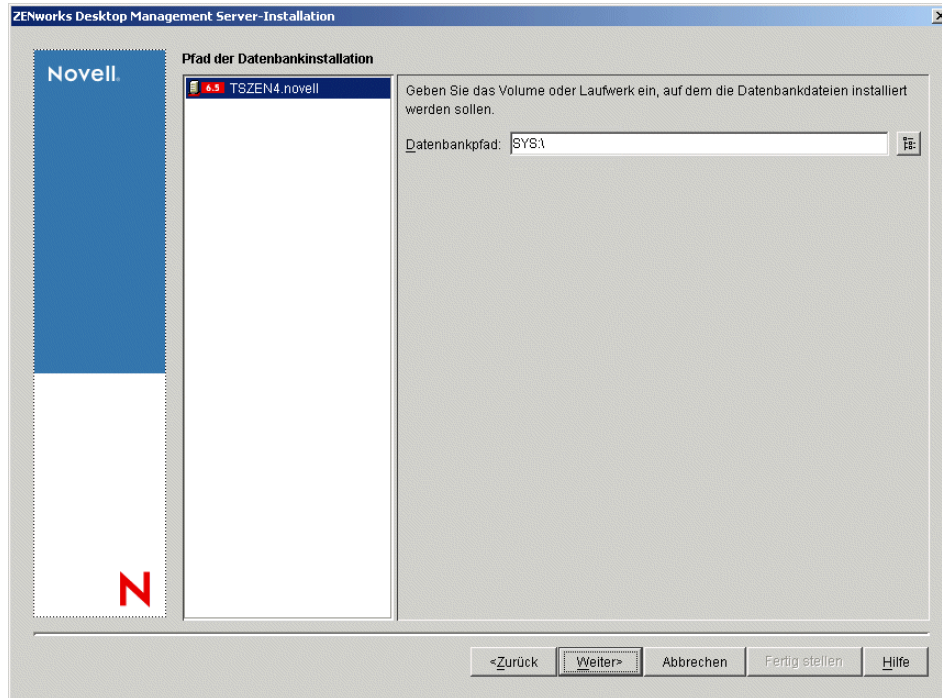 ZENworks Desktop Management Server-Installation
Novell.
Pfad der Datenbankinstallation
6.5 TSZEN4.novell
Geben Sie das Volume oder Laufwerk ein, auf dem die Datenbankdateien installiert
werden sollen.
Datenbankpfad: SYS:\
N
«Zurück Weiter» Abbrechen Fertig stellen Hilfe